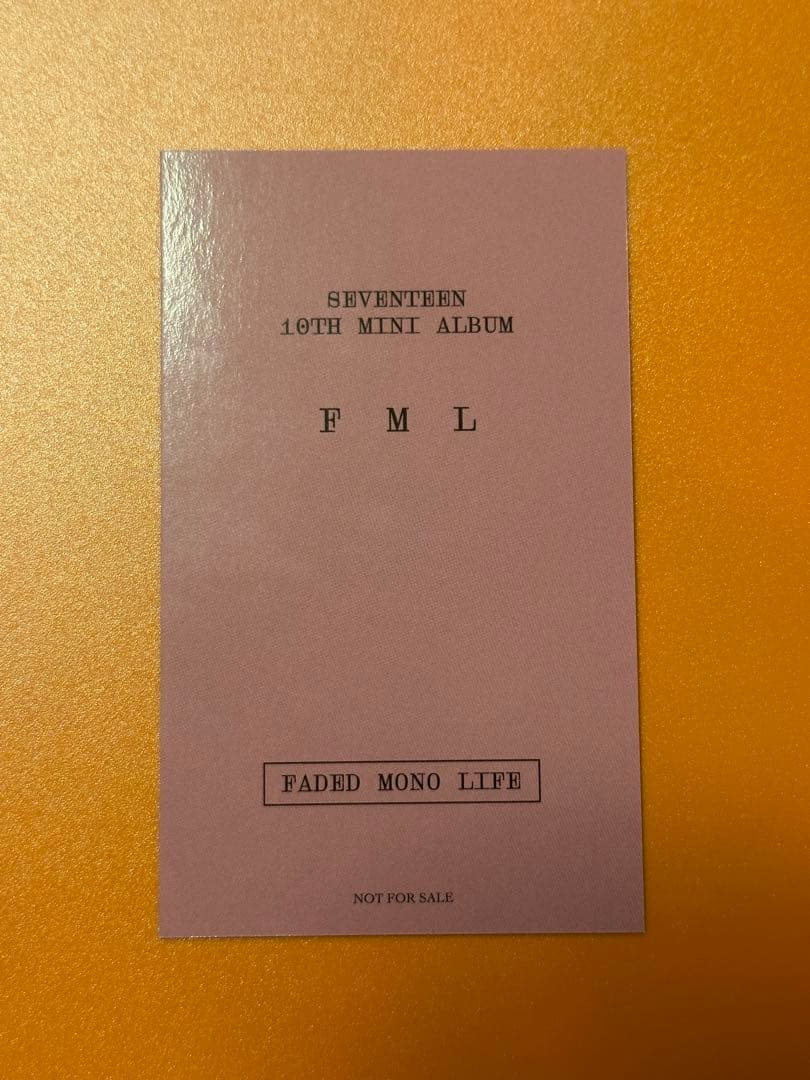 SEVENTEEN
10TH MINI ALBUM
F M L
FADED MONO LIFE
NOT FOR SALE